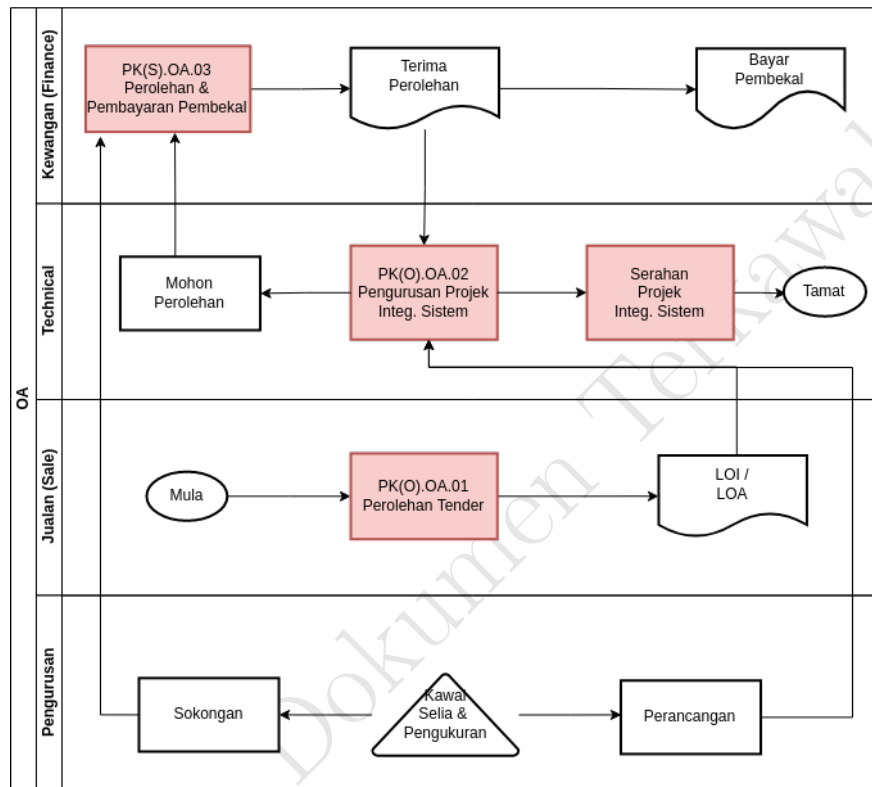 OA
Kewangan (Finance)
PK(S).OA.03
Perolehan &
Pembayaran Pembekal
Terima
Perolehan
Bayar
Pembekal
Technical
Mohon
Perolehan
PK(O).OA.02
Pengurusan Projek
Integ. Sistem
Serahan
Projek
Integ. Sistem
Tamat
Jualan (Sale)
Mula
PK(O).OA.01
Perolehan Tender
LOI /
LOA
Pengurusan
Sokongan
Kawal
Selia &
Pengukuran
Perancangan
Dokumen Terkawal